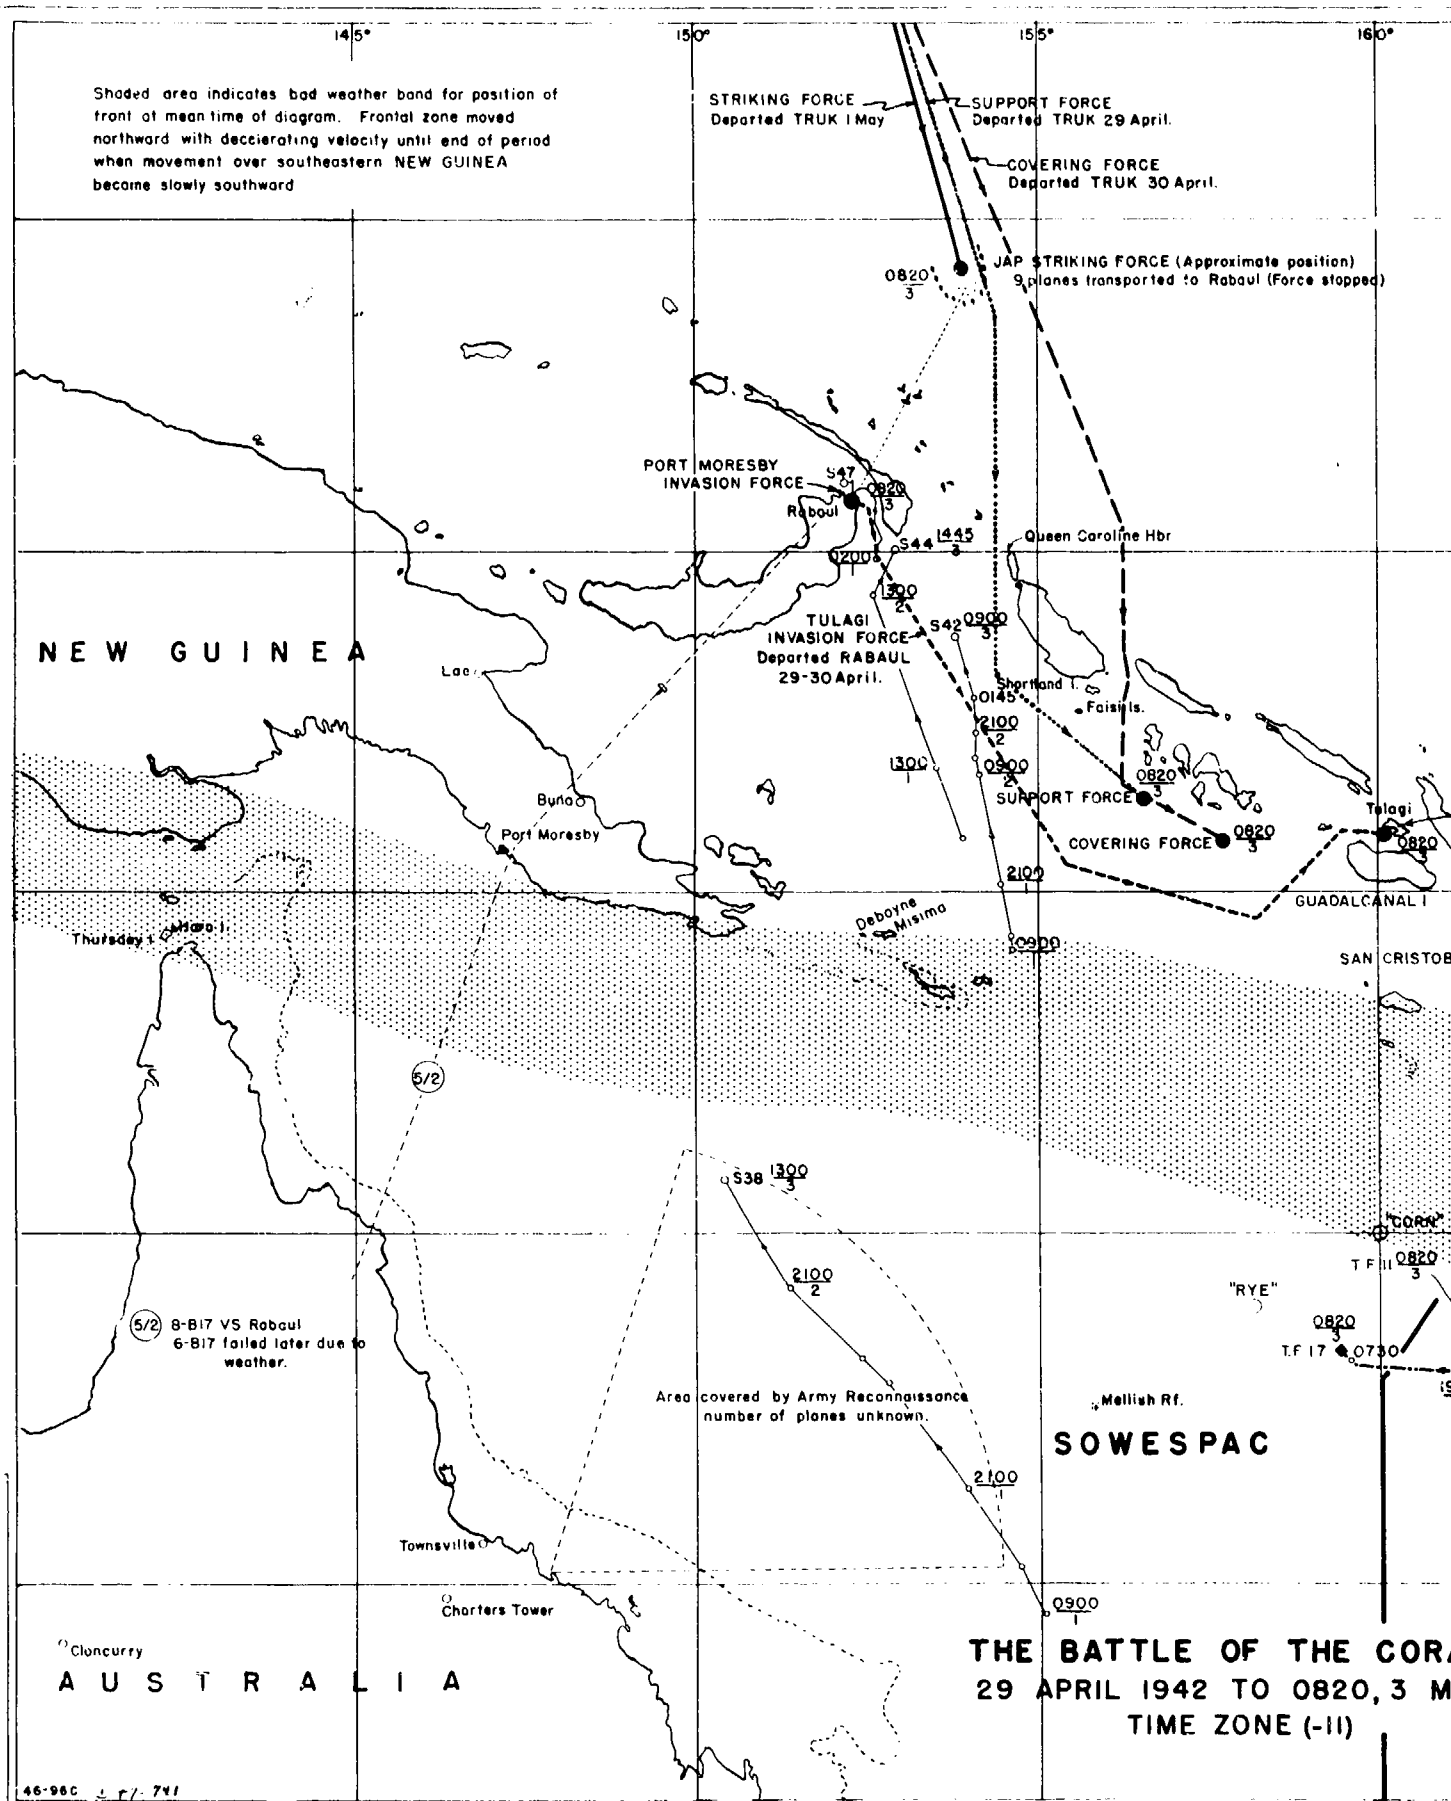 145°
150°
155°
160°
Shaded area indicates bad weather band for position of
front at mean time of diagram. Frontal zone moved
northward with deccierating velocity until end of period
when movement over southeastern NEW GUINEA
became slowly southward
STRIKING FORCE
Departed TRUK 1 May
SUPPORT FORCE
Departed TRUK 29 April.
COVERING FORCE
Departed TRUK 30 April.
0820
3
JAP STRIKING FORCE (Approximate position)
9 planes transported to Rabaul (Force stopped)
PORT MORESBY
INVASION FORCE
S47
0820
3
Rabaul
S44 1445
3
Queen Caroline Hbr
0200
1
1300
2
TULAGI
INVASION FORCE
Departed RABAUL
29-30 April.
S42 0900
3
NEW GUINEA
Lae
Shortland I.
Faisi Is.
0145
2100
2
1300
1
0900
2
0820
3
SUPPORT FORCE
Buna
Port Moresby
Tulagi
COVERING FORCE
0820
3
0820
3
2100
1
GUADALCANAL I
Deboyne
Misima
Thursday I.
0900
1
SAN CRISTOB
5/2
S38 1300
3
"CORN"
T F 11 0820
3
2100
2
"RYE"
5/2 8-B17 VS Rabaul
6-B17 failed later due to
weather.
0820
3
T.F 17 0730
Area covered by Army Reconnaissance
number of planes unknown.
Mellish Rf.
SOWESPAC
2100
1
Townsville
Charters Tower
0900
1
Cloncurry
AUSTRALIA
THE BATTLE OF THE CORA
29 APRIL 1942 TO 0820, 3 M
TIME ZONE (-11)
46-96C